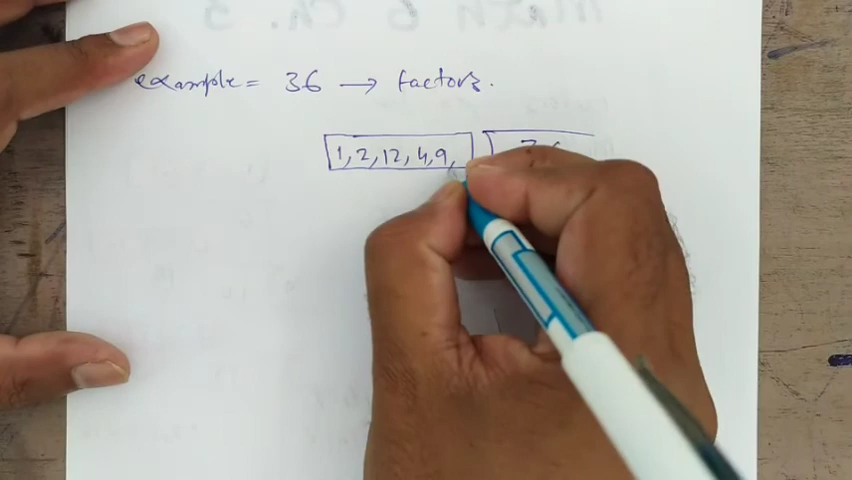 example = 36 → factors.
1, 2, 12, 4, 9,